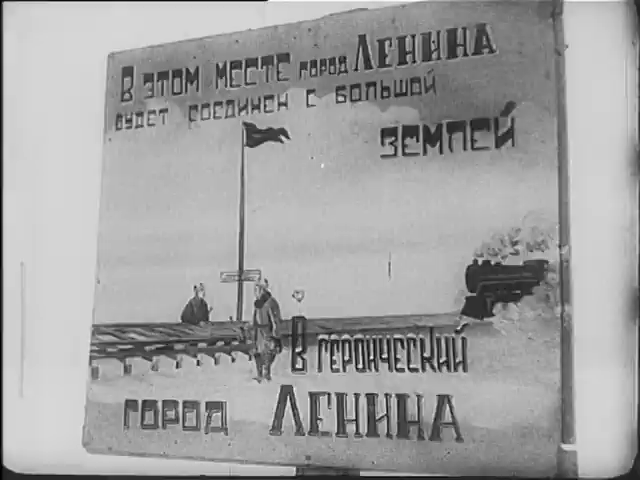 В ЭТОМ МЕСТЕ ГОРОД ЛЕНИНА
БУДЕТ СОЕДИНЕН С БОЛЬШОЙ
ЗЕМЛЕЙ
В ГЕРОИЧЕСКИЙ
ГОРОД ЛЕНИНА